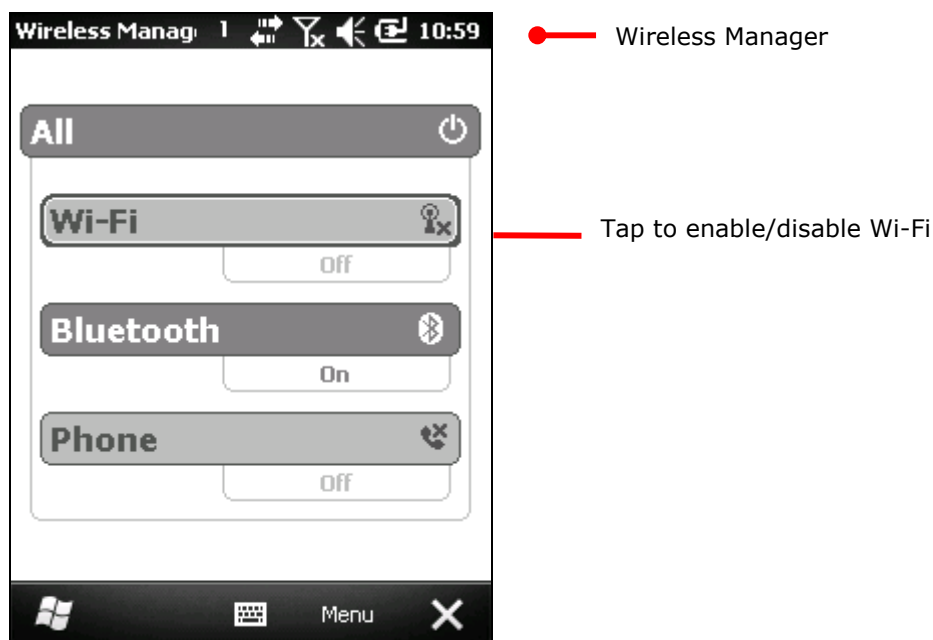 Wireless Manag 10:59
Wireless Manager
All
Wi-Fi
Tap to enable/disable Wi-Fi
Off
Bluetooth
On
Phone
Off
Menu